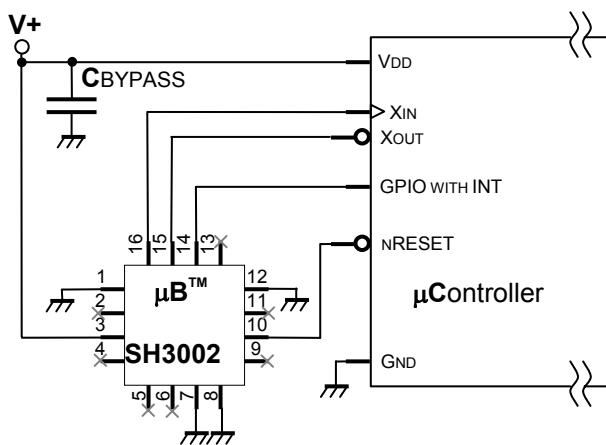 V+
CBYPASS
VDD
XIN
XOUT
GPIO WITH INT
NRESET
µController
GND
16 15 14 13
1
2
3
4
µB™
SH3002
12
11
10
9
5 6 7 8